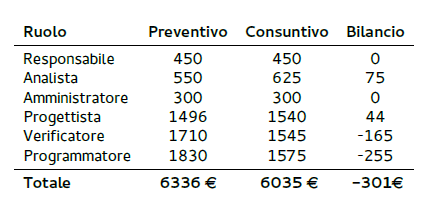 Ruolo Preventivo Consuntivo Bilancio
Responsabile 450 450 0
Analista 550 625 75
Amministratore 300 300 0
Progettista 1496 1540 44
Verificatore 1710 1545 -165
Programmatore 1830 1575 -255
Totale 6336 € 6035€ -301€